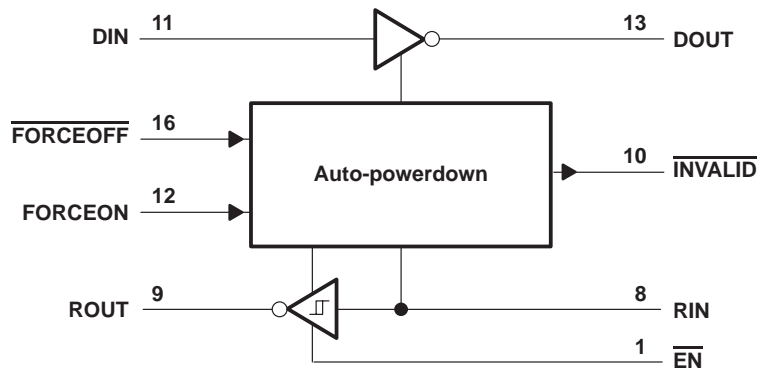 DIN 11 13 DOUT
FORCEOFF 16
Auto-powerdown
10 INVALID
FORCEON 12
ROUT 9 8 RIN
1 EN